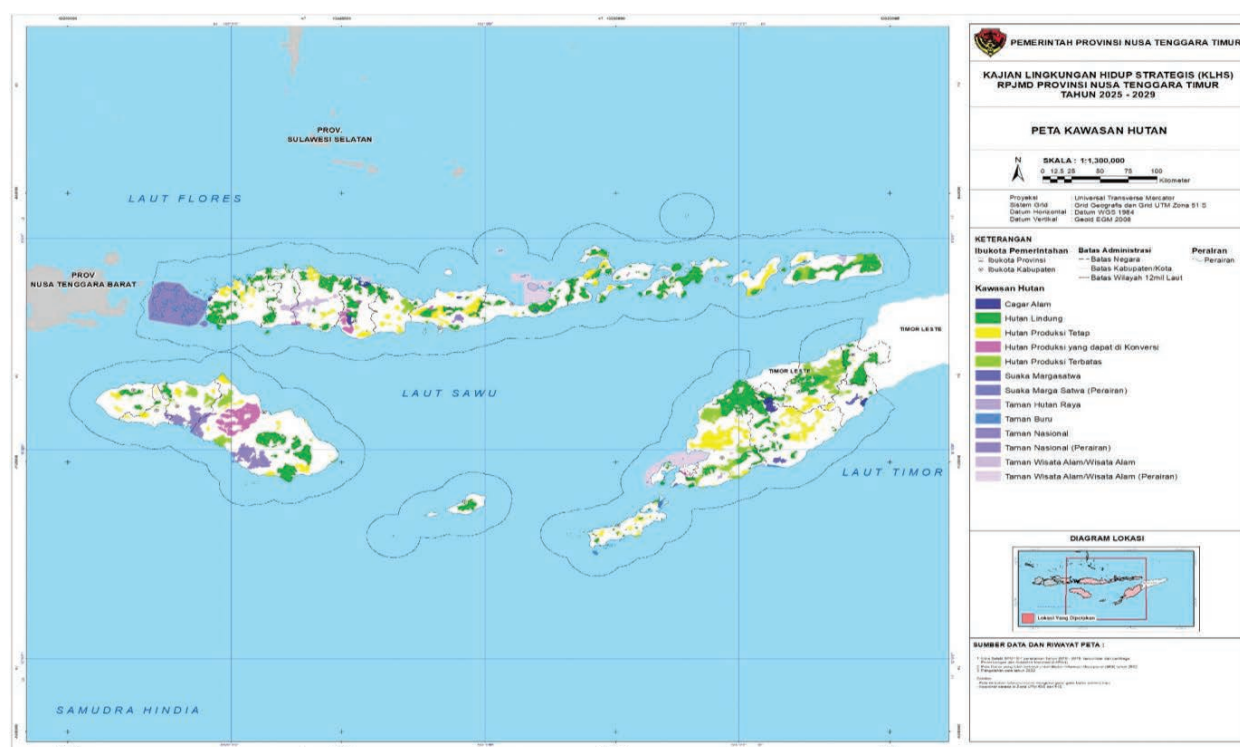 PROV.
SULAWESI SELATAN
LAUT FLORES
PROV
NUSA TENGGARA BARAT
TIMOR LESTE
TIMOR LESTE
LAUT SAWU
LAUT TIMOR
SAMUDRA HINDIA
PEMERINTAH PROVINSI NUSA TENGGARA TIMUR
KAJIAN LINGKUNGAN HIDUP STRATEGIS (KLHS)
RPJMD PROVINSI NUSA TENGGARA TIMUR
TAHUN 2025 - 2029
PETA KAWASAN HUTAN
N
SKALA : 1:1,300,000
0 12.5 25 50 75 100
Kilometer
Proyeksi : Universal Transverse Mercator
Sistem Grid : Grid Geografis dan Grid UTM Zona 51 S
Datum Horizontal : Datum WGS 1984
Datum Vertikal : Geoid EGM 2008
KETERANGAN
Ibukota Pemerintahan
Ibukota Provinsi
Ibukota Kabupaten
Batas Administrasi
Batas Negara
Batas Kabupaten/Kota
Batas Wilayah 12mil Laut
Perairan
Perairan
Kawasan Hutan
Cagar Alam
Hutan Lindung
Hutan Produksi Tetap
Hutan Produksi yang dapat di Konversi
Hutan Produksi Terbatas
Suaka Margasatwa
Suaka Marga Satwa (Perairan)
Taman Hutan Raya
Taman Buru
Taman Nasional
Taman Nasional (Perairan)
Taman Wisata Alam/Wisata Alam
Taman Wisata Alam/Wisata Alam (Perairan)
DIAGRAM LOKASI
Lokasi Yang Dipetakan
SUMBER DATA DAN RIWAYAT PETA :